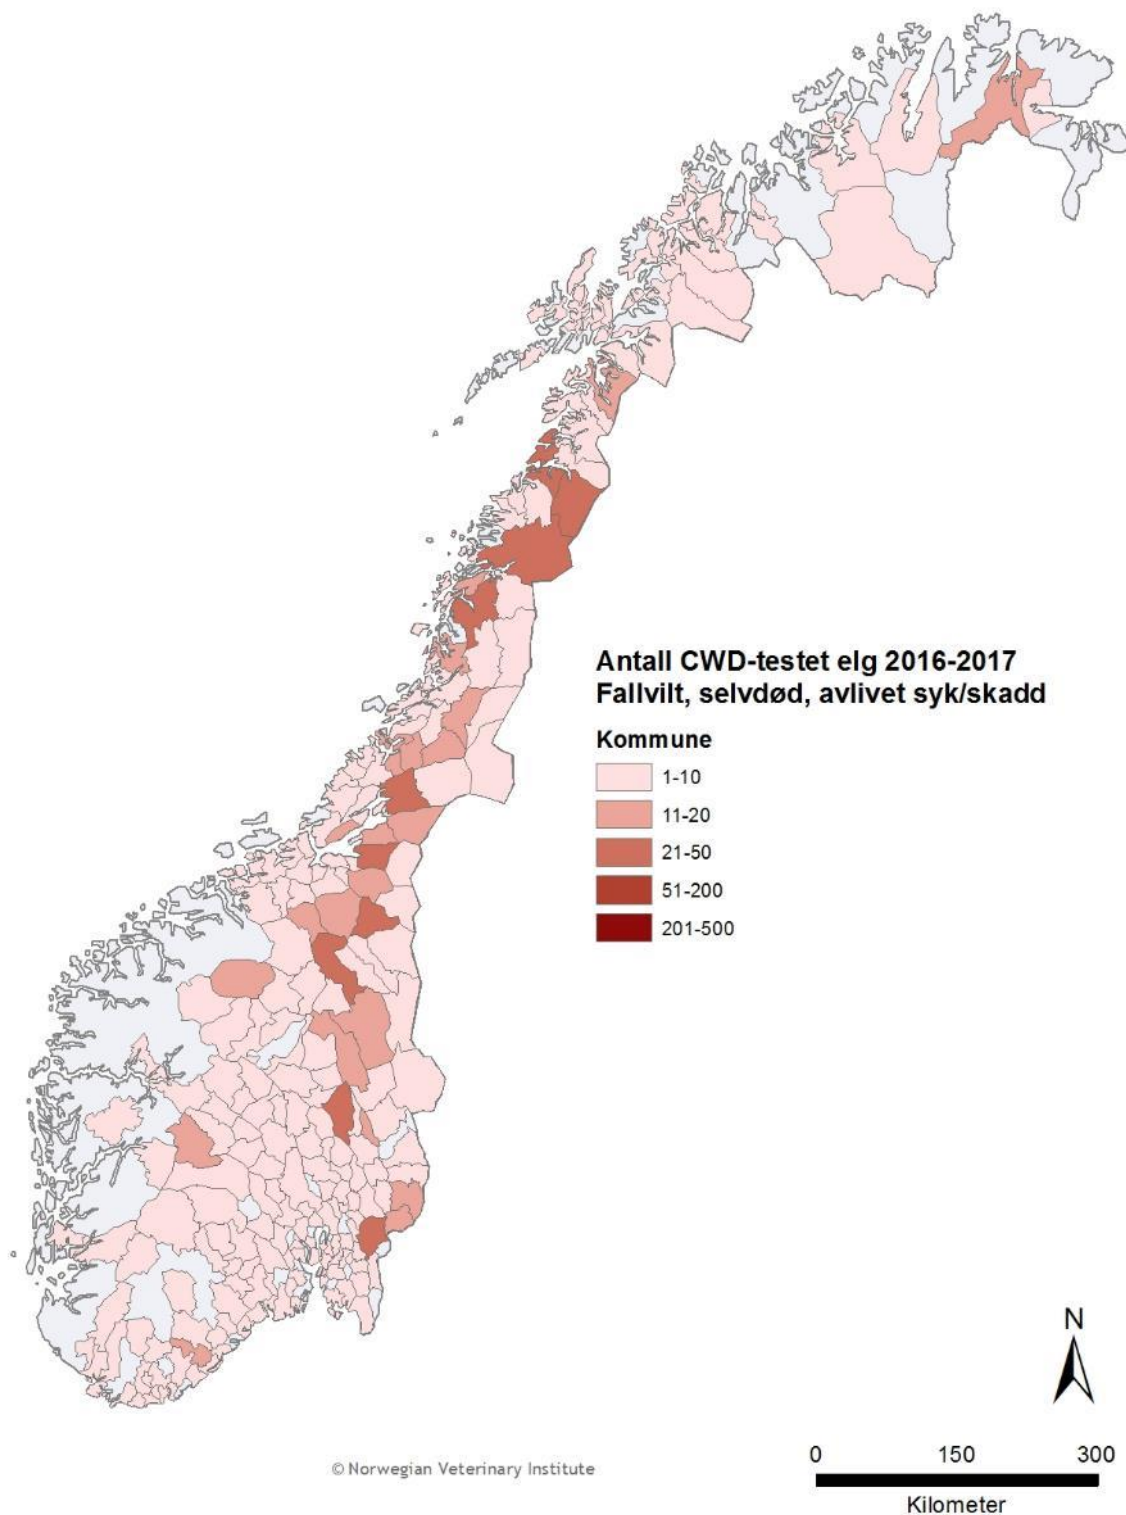 Antall CWD-testet elg 2016-2017
Fallvilt, selvdød, avlivet syk/skadd
Kommune
1-10
11-20
21-50
51-200
201-500
N
0 150 300
Kilometer
© Norwegian Veterinary Institute